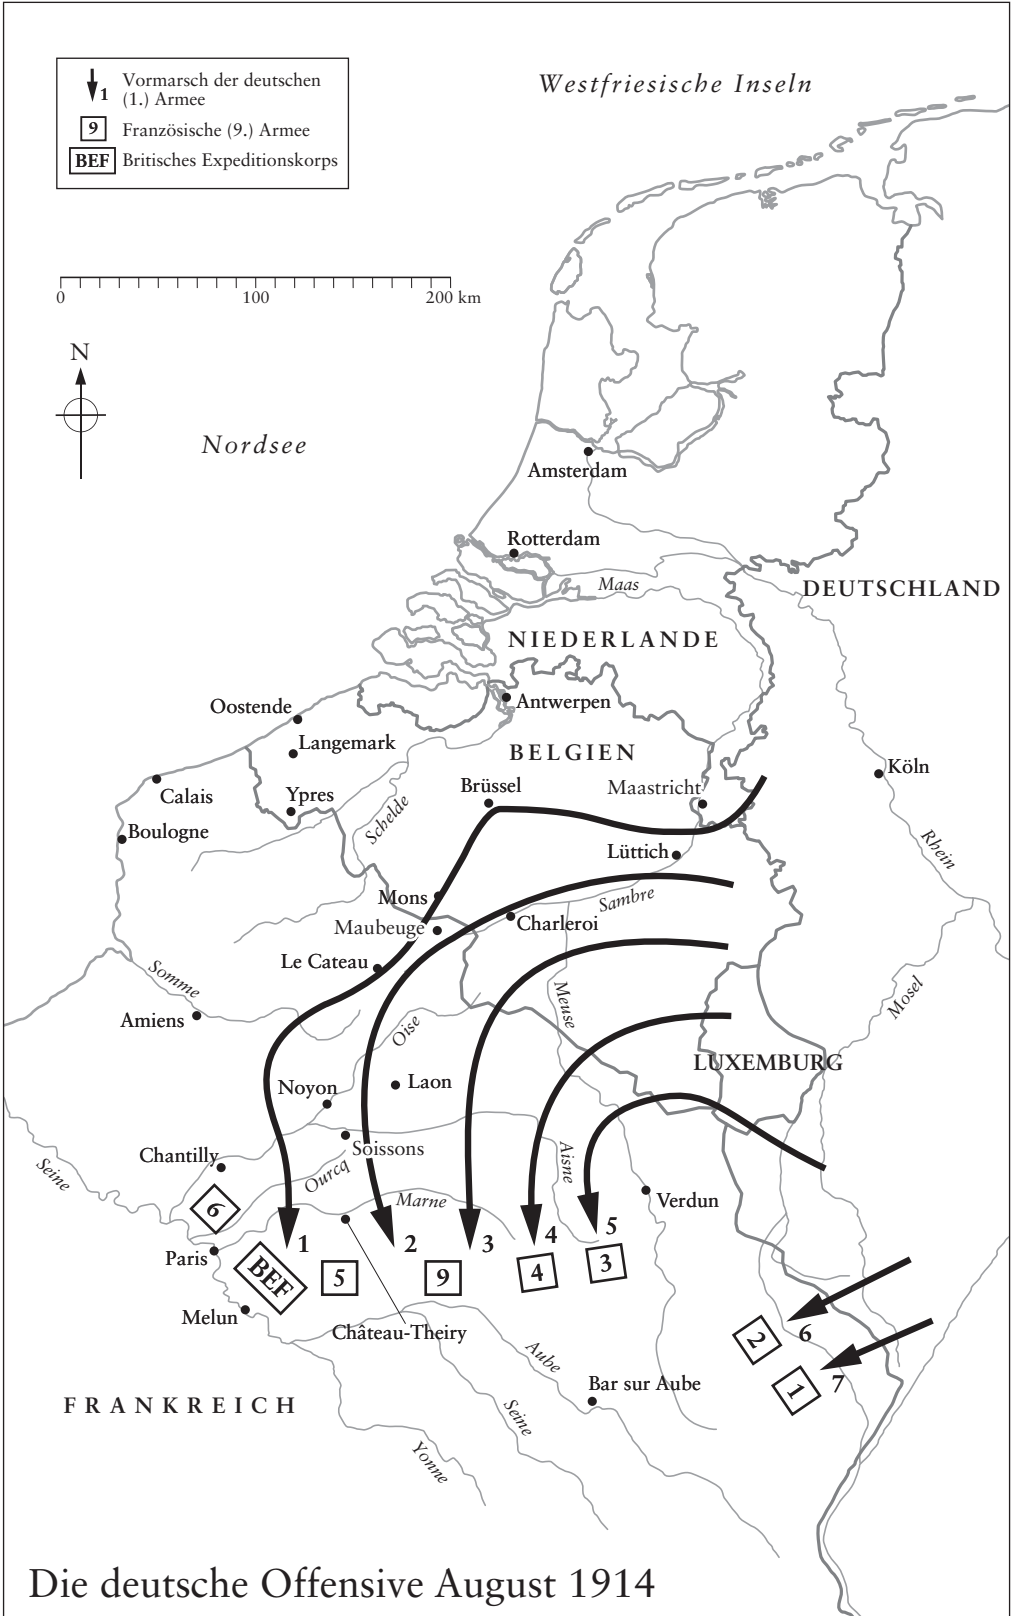 1
Vormarsch der deutschen
(1.) Armee
9
Französische (9.) Armee
BEF
Britisches Expeditionskorps
Westfriesische Inseln
0
100
200 km
N
Nordsee
Amsterdam
Rotterdam
Maas
DEUTSCHLAND
NIEDERLANDE
Antwerpen
Oostende
Langemark
BELGIEN
Köln
Calais
Ypres
Brüssel
Maastricht
Schelde
Boulogne
Lüttich
Rhein
Mons
Sambre
Maubeuge
Charleroi
Le Cateau
Somme
Meuse
Mosel
Amiens
Oise
LUXEMBURG
Noyon
Laon
Soissons
Chantilly
Aisne
Seine
Ourcq
Marne
Verdun
6
Paris
1
2
3
4
5
BEF
5
9
4
3
Melun
Château-Theiry
6
2
7
1
Aube
Bar sur Aube
FRANKREICH
Seine
Yonne
Die deutsche Offensive August 1914